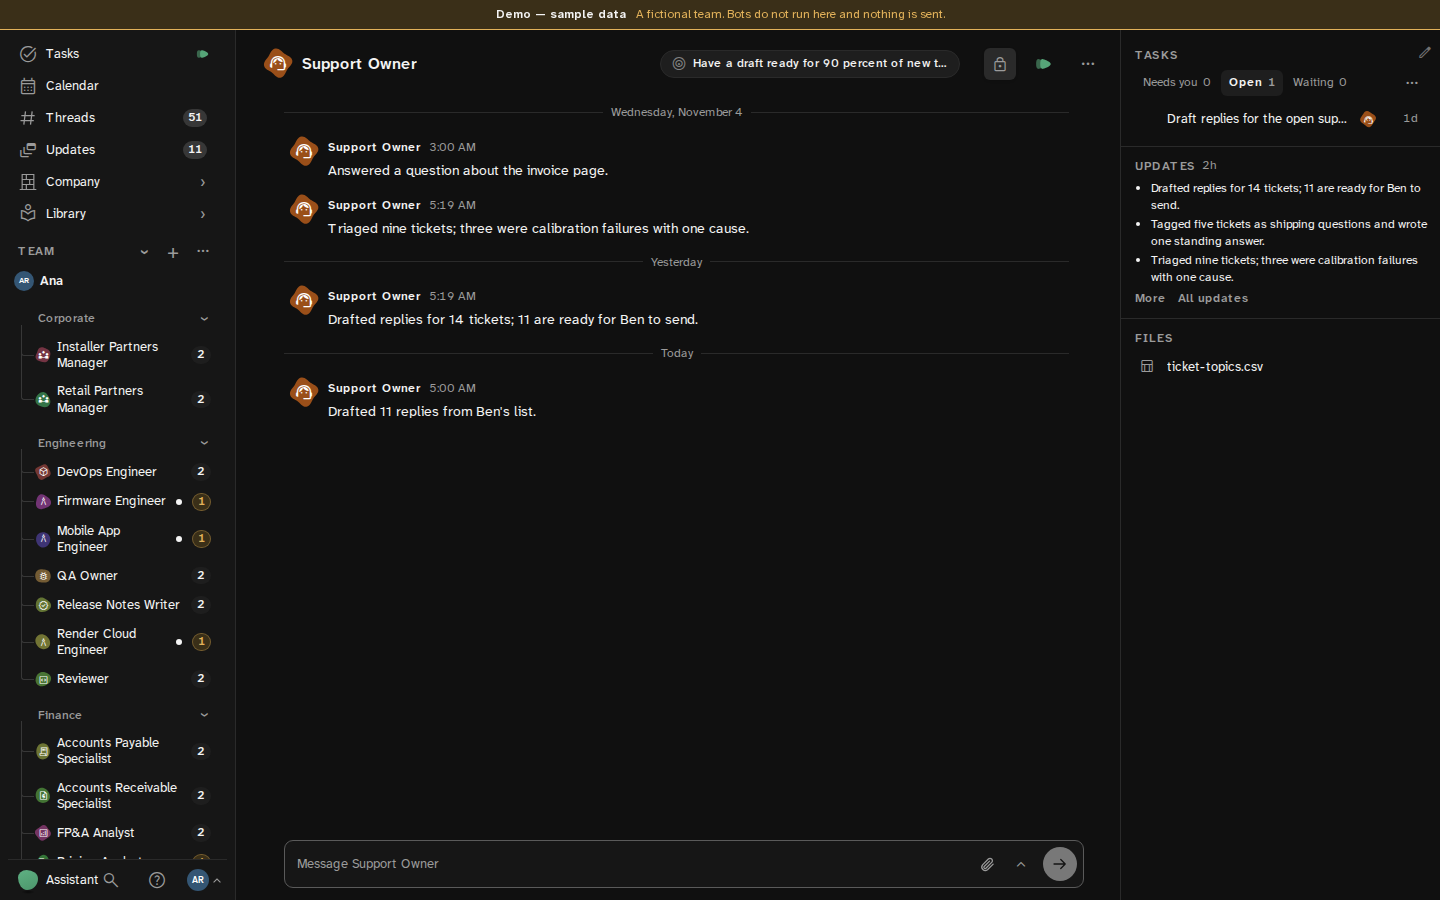 Demo — sample data A fictional team. Bots do not run here and nothing is sent.
Tasks
Calendar
Threads 51
Updates 11
Company
Library
TEAM
AR Ana
Corporate
Installer Partners
Manager 2
Retail Partners
Manager 2
Engineering
DevOps Engineer 2
Firmware Engineer 1
Mobile App
Engineer 1
QA Owner 2
Release Notes Writer 2
Render Cloud
Engineer 1
Reviewer 2
Finance
Accounts Payable
Specialist 2
Accounts Receivable
Specialist 2
FP&A Analyst 2
Assistant AR
Support Owner
Have a draft ready for 90 percent of new t...
Wednesday, November 4
Support Owner 3:00 AM
Answered a question about the invoice page.
Support Owner 5:19 AM
Triaged nine tickets; three were calibration failures with one cause.
Yesterday
Support Owner 5:19 AM
Drafted replies for 14 tickets; 11 are ready for Ben to send.
Today
Support Owner 5:00 AM
Drafted 11 replies from Ben's list.
Message Support Owner
TASKS
Needs you 0 Open 1 Waiting 0
Draft replies for the open sup... 1d
UPDATES 2h
Drafted replies for 14 tickets; 11 are ready for Ben to
send.
Tagged five tickets as shipping questions and wrote
one standing answer.
Triaged nine tickets; three were calibration failures
with one cause.
More All updates
FILES
ticket-topics.csv